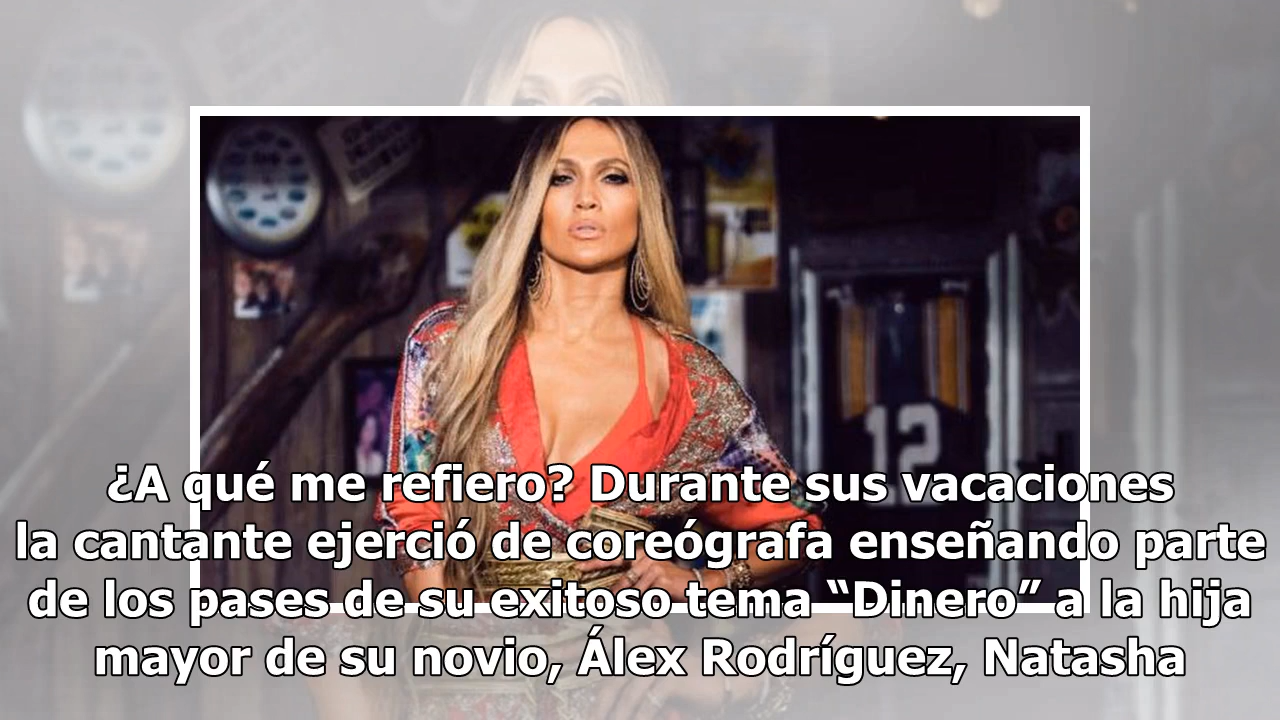 12
¿A qué me refiero? Durante sus vacaciones
la cantante ejerció de coreógrafa enseñando parte
de los pases de su exitoso tema “Dinero” a la hija
mayor de su novio, Álex Rodríguez, Natasha